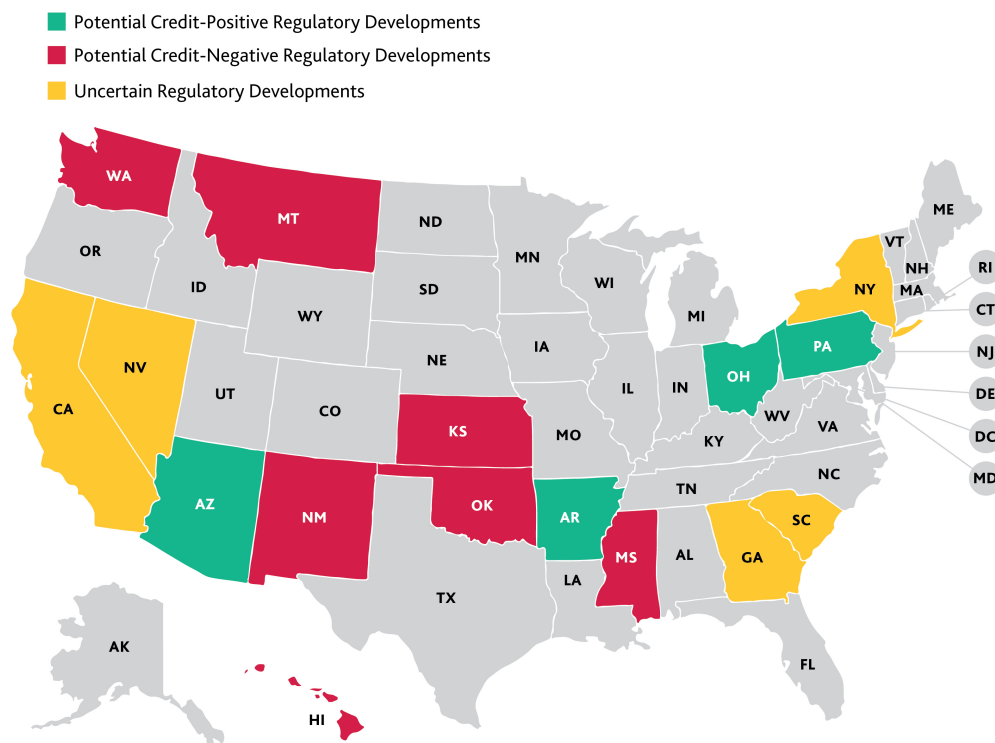 Potential Credit-Positive Regulatory Developments
Potential Credit-Negative Regulatory Developments
Uncertain Regulatory Developments
WA
MT
ND
MN
ME
OR
ID
SD
WI
VT
NH
RI
WY
MI
NY
MA
CT
NV
NE
IA
PA
NJ
CA
UT
CO
IL
IN
OH
DE
KS
MO
KY
WV
VA
DC
AZ
NM
OK
AR
TN
NC
MD
MS
AL
GA
SC
TX
LA
AK
FL
HI